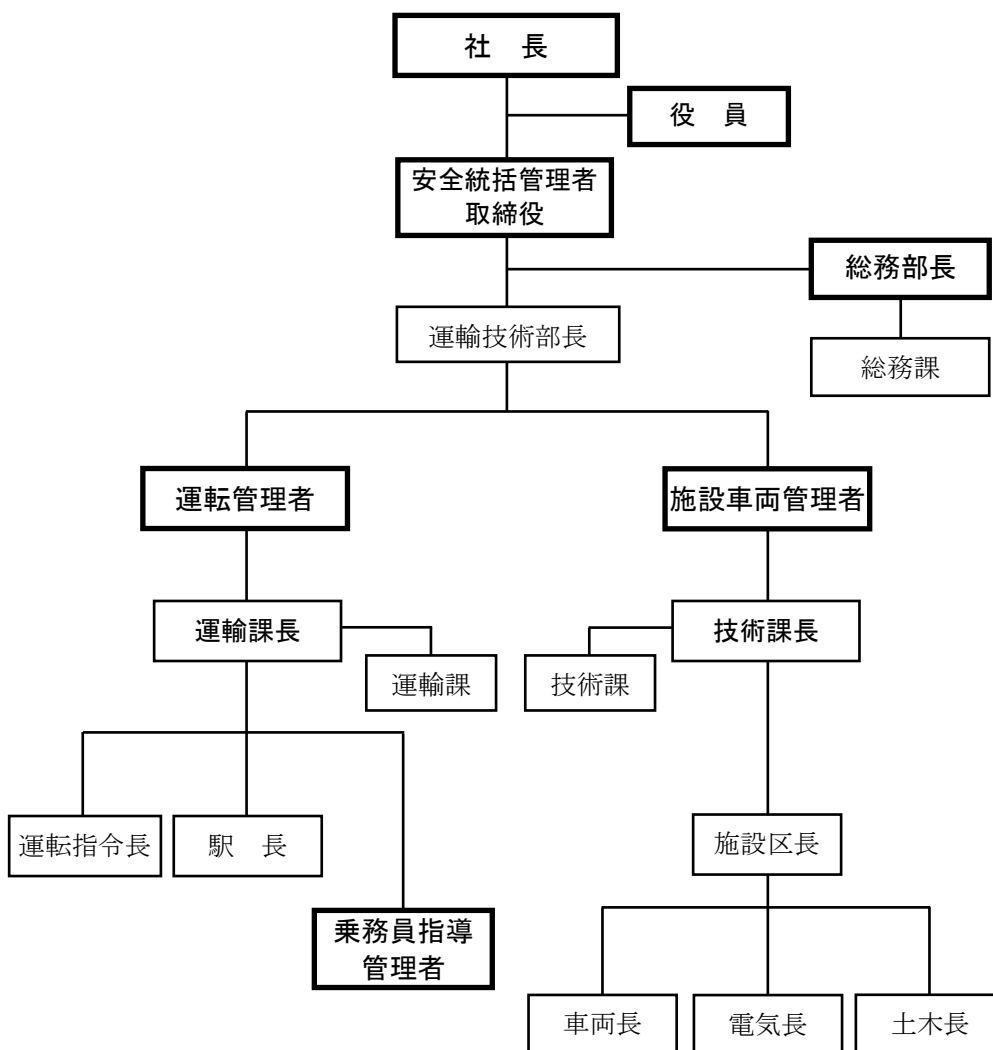 社　長
役　員
安全統括管理者
取締役
総務部長
運輸技術部長
総務課
運転管理者
施設車両管理者
運輸課長
技術課長
運輸課
技術課
運転指令長
駅　長
施設区長
乗務員指導
管理者
車両長
電気長
土木長